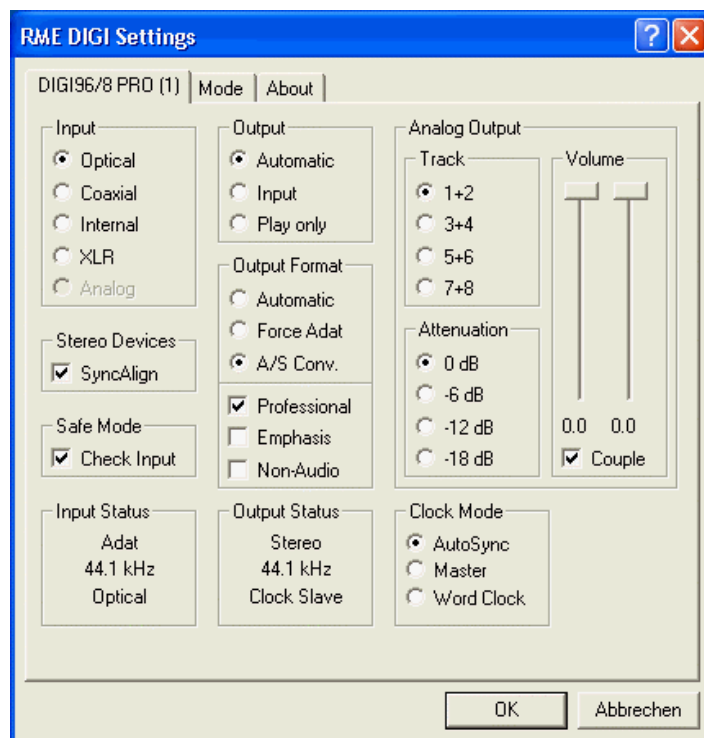 RME DIGI Settings
DIGI96/8 PRO (1)
Mode
About
Input
Optical
Coaxial
Internal
XLR
Analog
Stereo Devices
SyncAlign
Safe Mode
Check Input
Input Status
Adat
44.1 kHz
Optical
Output
Automatic
Input
Play only
Output Format
Automatic
Force Adat
A/S Conv.
Professional
Emphasis
Non-Audio
Output Status
Stereo
44.1 kHz
Clock Slave
Analog Output
Track
1+2
3+4
5+6
7+8
Attenuation
0 dB
-6 dB
-12 dB
-18 dB
Volume
0.0 0.0
Couple
Clock Mode
AutoSync
Master
Word Clock
OK
Abbrechen